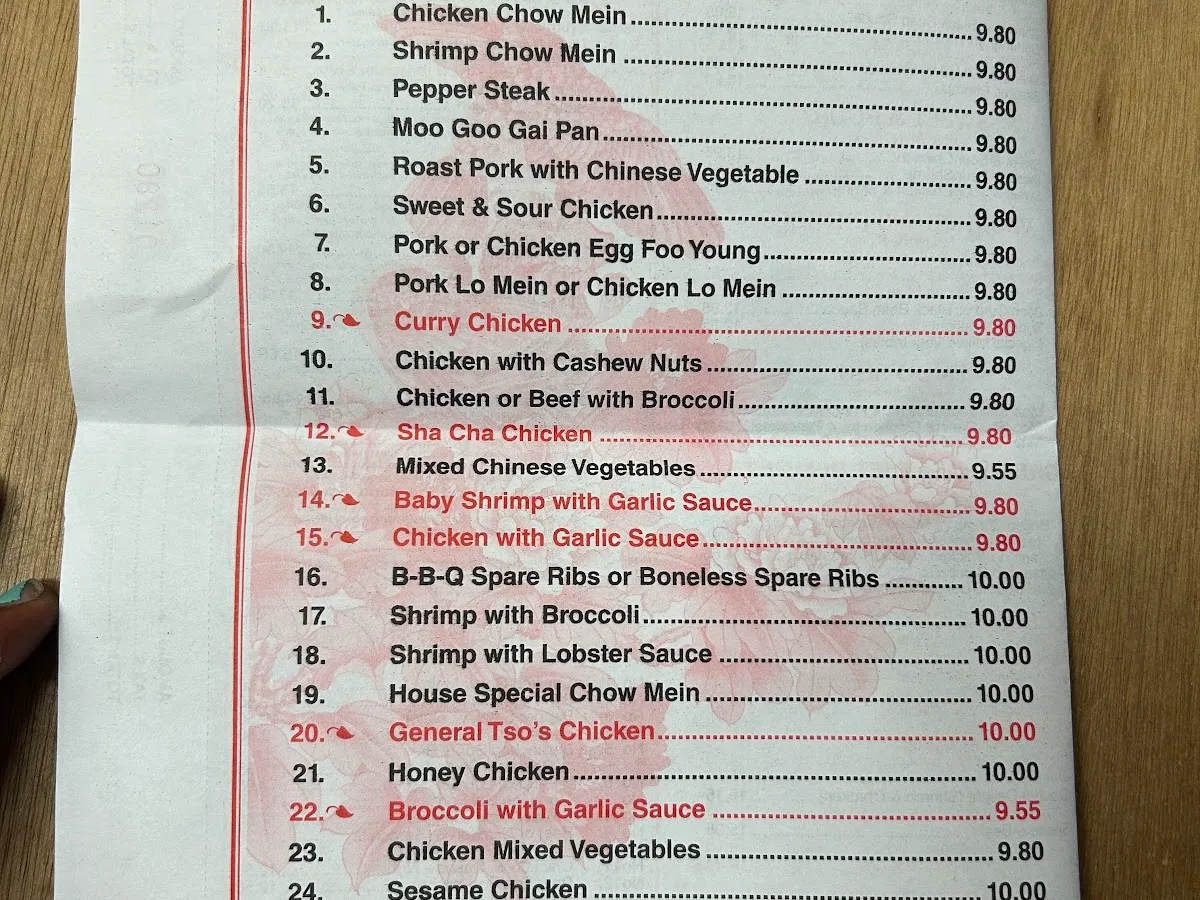 1. Chicken Chow Mein 9.80
2. Shrimp Chow Mein 9.80
3. Pepper Steak 9.80
4. Moo Goo Gai Pan 9.80
5. Roast Pork with Chinese Vegetable 9.80
6. Sweet & Sour Chicken 9.80
7. Pork or Chicken Egg Foo Young 9.80
8. Pork Lo Mein or Chicken Lo Mein 9.80
9. Curry Chicken 9.80
10. Chicken with Cashew Nuts 9.80
11. Chicken or Beef with Broccoli 9.80
12. Sha Cha Chicken 9.80
13. Mixed Chinese Vegetables 9.55
14. Baby Shrimp with Garlic Sauce 9.80
15. Chicken with Garlic Sauce 9.80
16. B-B-Q Spare Ribs or Boneless Spare Ribs 10.00
17. Shrimp with Broccoli 10.00
18. Shrimp with Lobster Sauce 10.00
19. House Special Chow Mein 10.00
20. General Tso's Chicken 10.00
21. Honey Chicken 10.00
22. Broccoli with Garlic Sauce 9.55
23. Chicken Mixed Vegetables 9.80
24. Sesame Chicken 10.00